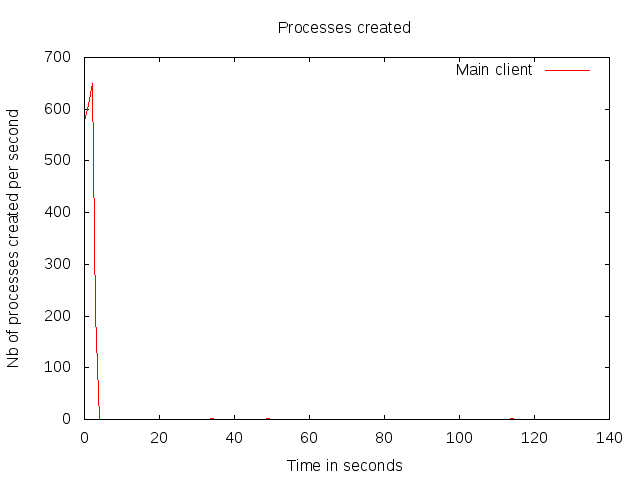 Processes created
Main client
Nb of processes created per second
700
600
500
400
300
200
100
0
0 20 40 60 80 100 120 140
Time in seconds